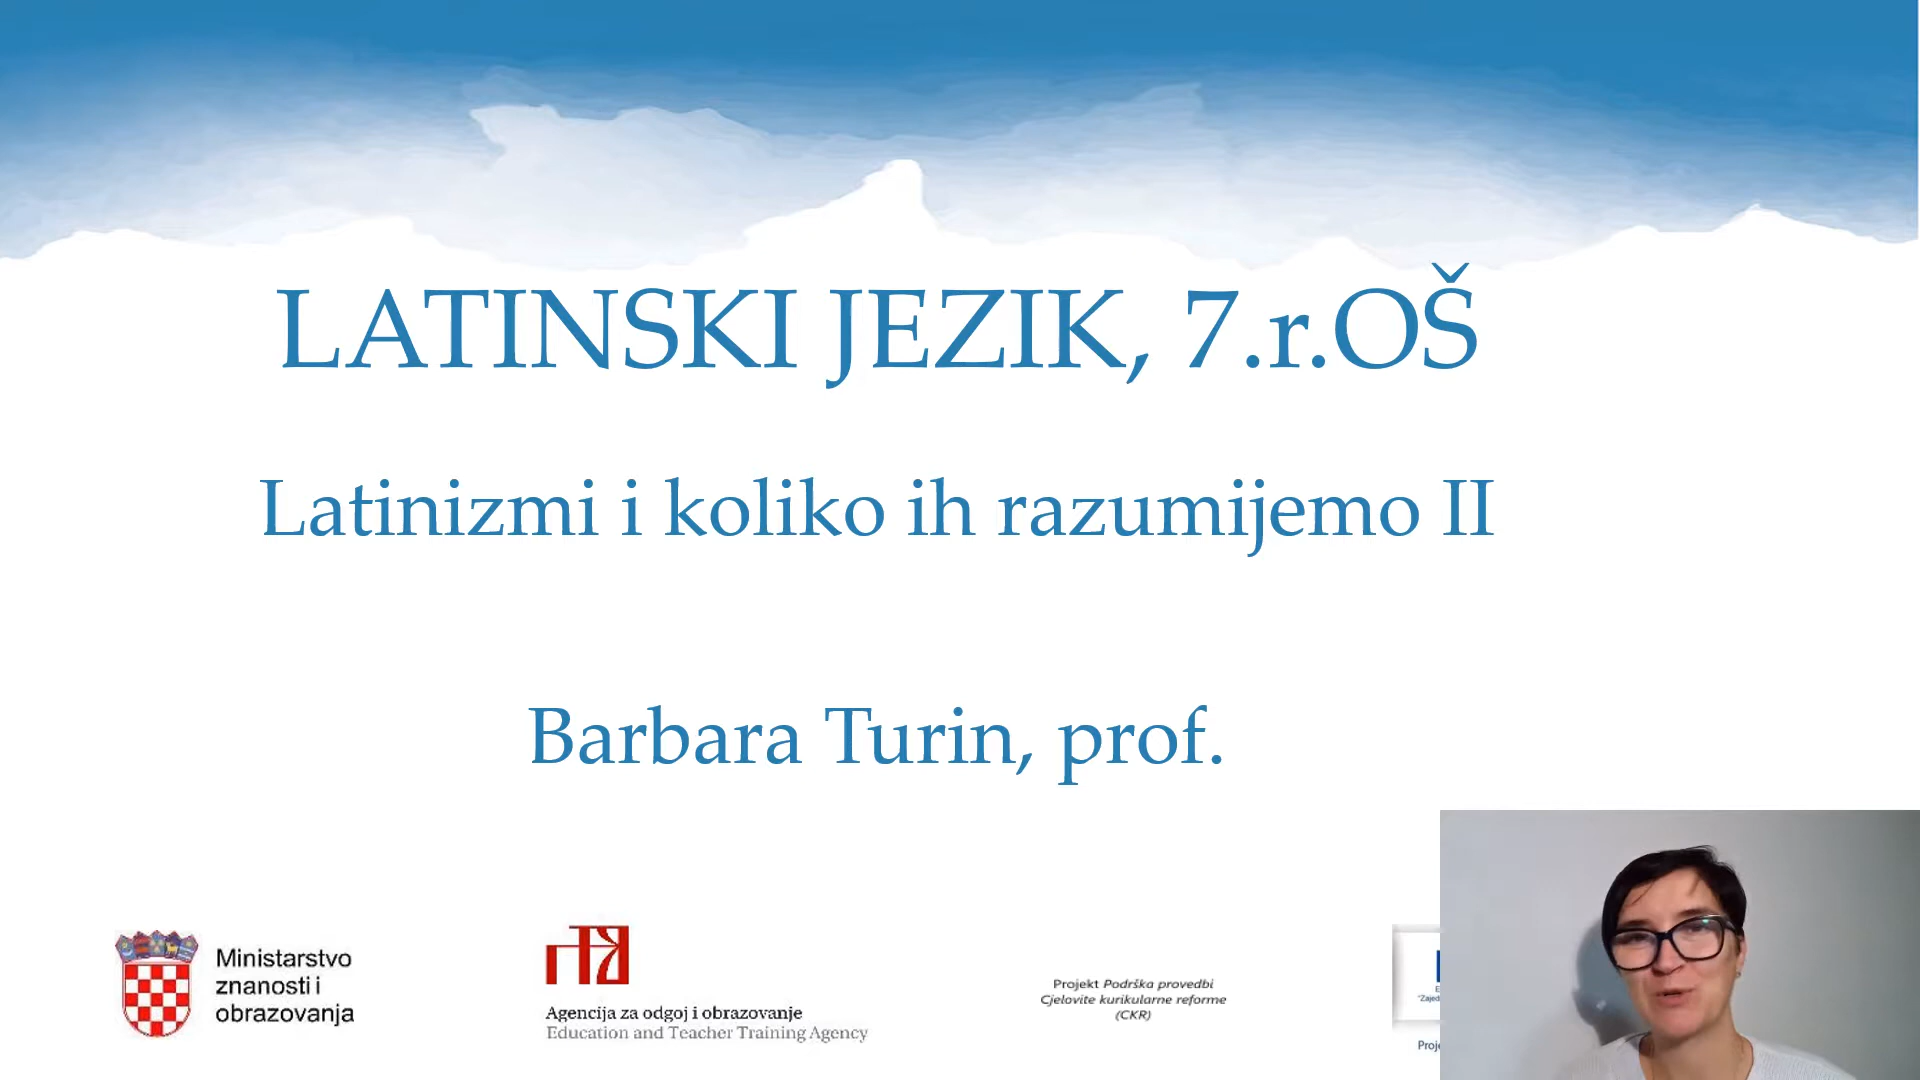 LATINSKI JEZIK, 7.r.OŠ
Latinizmi i koliko ih razumijemo II
Barbara Turin, prof.
Ministarstvo
znanosti i
obrazovanja
Agencija za odgoj i obrazovanje
Education and Teacher Training Agency
Projekt Podrška provedbi
Cjelovite kurikularne reforme
(CKR)